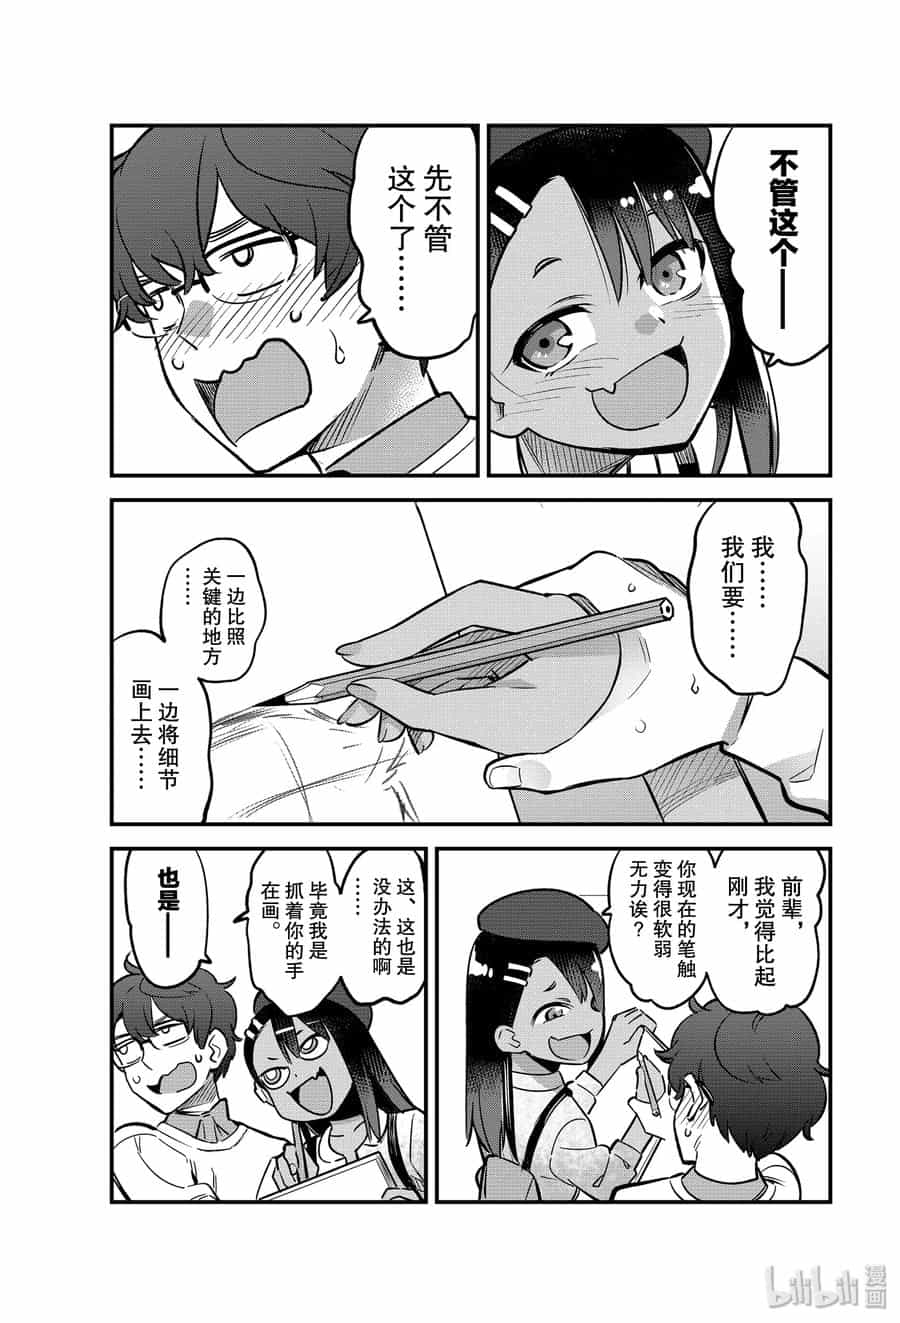 不管这个——
先不管
这个了……
我……
我们要……
一边比照
关键的地方
……
一边将细节
画上去……
前辈，
我觉得比起
刚才，
你现在的笔触
变得很软弱
无力诶？
这、这也是
没办法的啊
……
毕竟我是
抓着你的手
在画。
也是——
bilibili漫画